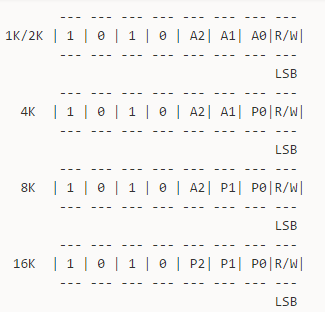 --- --- --- --- --- --- --- ---
1K/2K | 1 | 0 | 1 | 0 | A2| A1| A0|R/W|
--- --- --- --- --- --- --- ---
LSB
--- --- --- --- --- --- --- ---
4K | 1 | 0 | 1 | 0 | A2| A1| P0|R/W|
--- --- --- --- --- --- --- ---
LSB
--- --- --- --- --- --- --- ---
8K | 1 | 0 | 1 | 0 | A2| P1| P0|R/W|
--- --- --- --- --- --- --- ---
LSB
--- --- --- --- --- --- --- ---
16K | 1 | 0 | 1 | 0 | P2| P1| P0|R/W|
--- --- --- --- --- --- --- ---
LSB